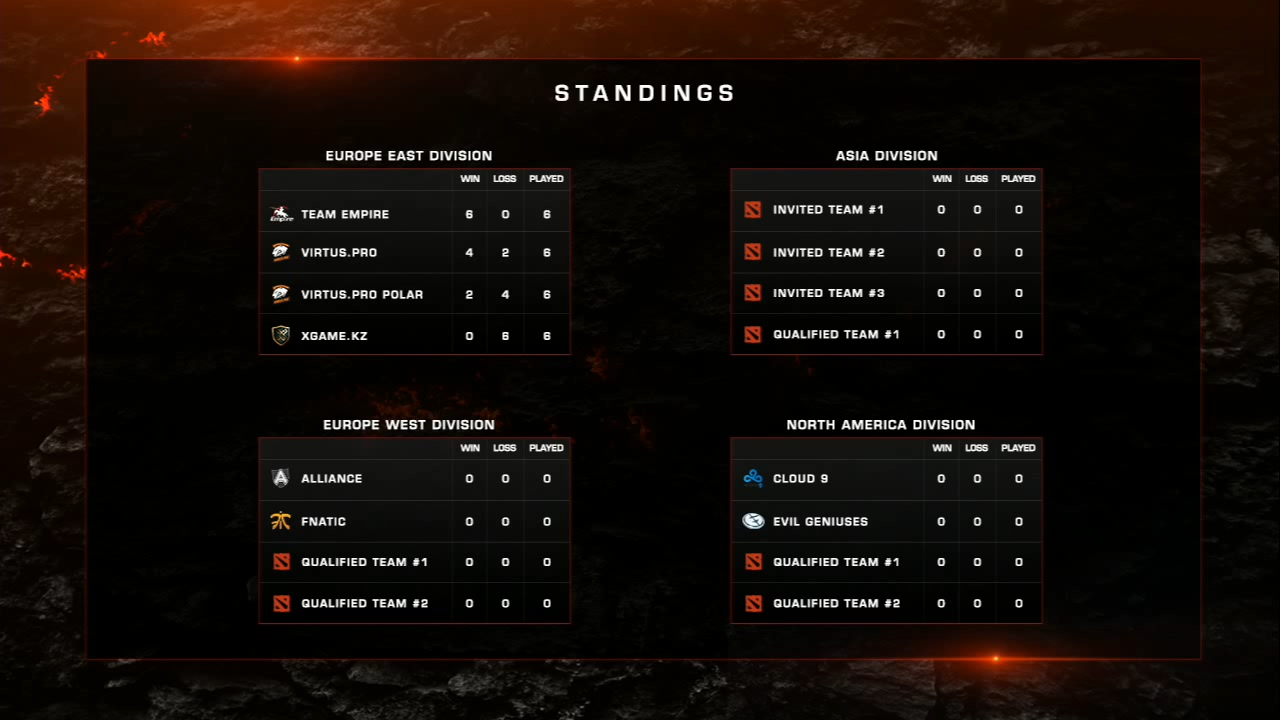 STANDINGS
EUROPE EAST DIVISION
WIN LOSS PLAYED
TEAM EMPIRE 6 0 6
VIRTUS.PRO 4 2 6
VIRTUS.PRO POLAR 2 4 6
XGAME.KZ 0 6 6
ASIA DIVISION
WIN LOSS PLAYED
INVITED TEAM #1 0 0 0
INVITED TEAM #2 0 0 0
INVITED TEAM #3 0 0 0
QUALIFIED TEAM #1 0 0 0
EUROPE WEST DIVISION
WIN LOSS PLAYED
ALLIANCE 0 0 0
FNATIC 0 0 0
QUALIFIED TEAM #1 0 0 0
QUALIFIED TEAM #2 0 0 0
NORTH AMERICA DIVISION
WIN LOSS PLAYED
CLOUD 9 0 0 0
EVIL GENIUSES 0 0 0
QUALIFIED TEAM #1 0 0 0
QUALIFIED TEAM #2 0 0 0